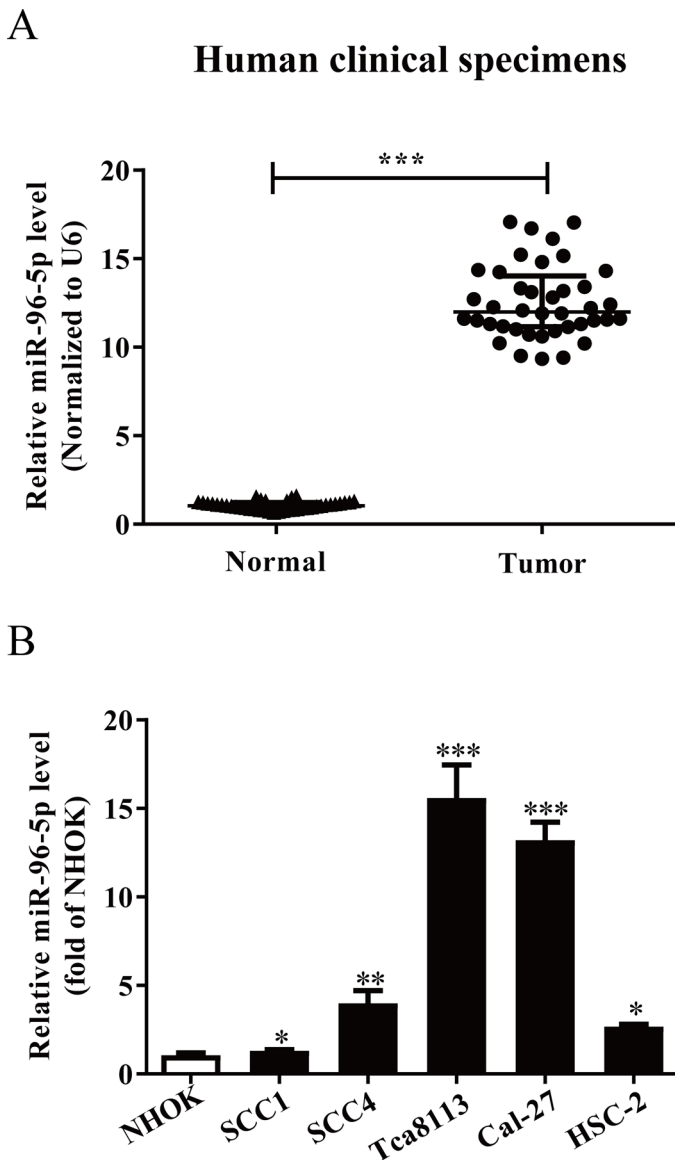 A
Human clinical specimens
Relative miR-96-5p level
(Normalized to U6)
20
15
10
5
0
***
Normal
Tumor
B
Relative miR-96-5p level
(fold of NHOK)
20
15
10
5
0
*
**
***
***
*
NHOK
SCC1
SCC4
Tca8113
Cal-27
HSC-2